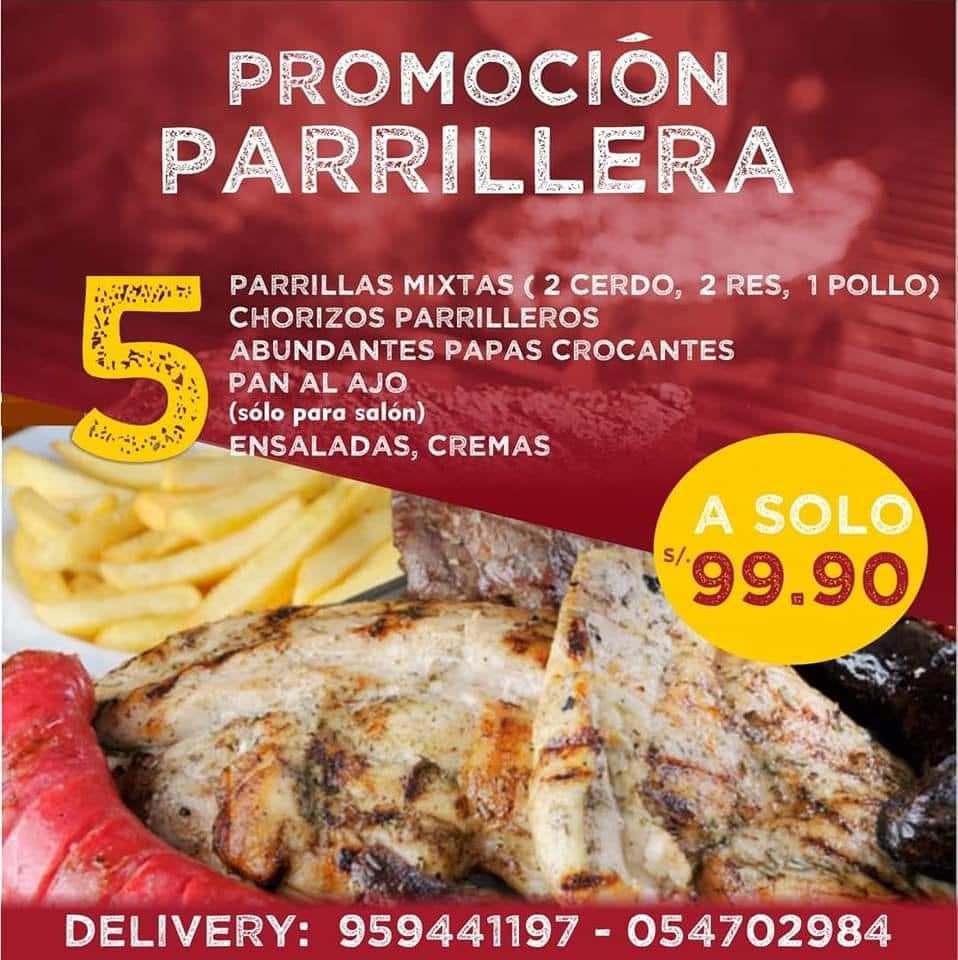 PROMOCIÓN
PARRILLERA
5
PARRILLAS MIXTAS ( 2 CERDO, 2 RES, 1 POLLO)
CHORIZOS PARRILLEROS
ABUNDANTES PAPAS CROCANTES
PAN AL AJO
(sólo para salón)
ENSALADAS, CREMAS
A SOLO
S/. 99.90
DELIVERY: 959441197 - 054702984